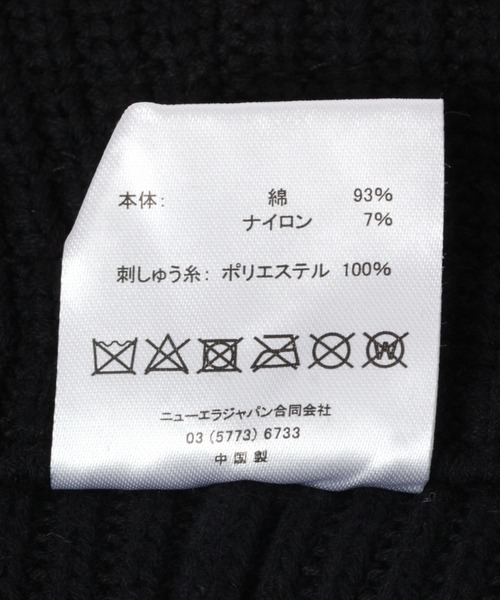 本体: 綿 93%
ナイロン 7%
刺しゅう糸: ポリエステル 100%
W
ニューエラジャパン合同会社
03 (5773) 6733
中国製